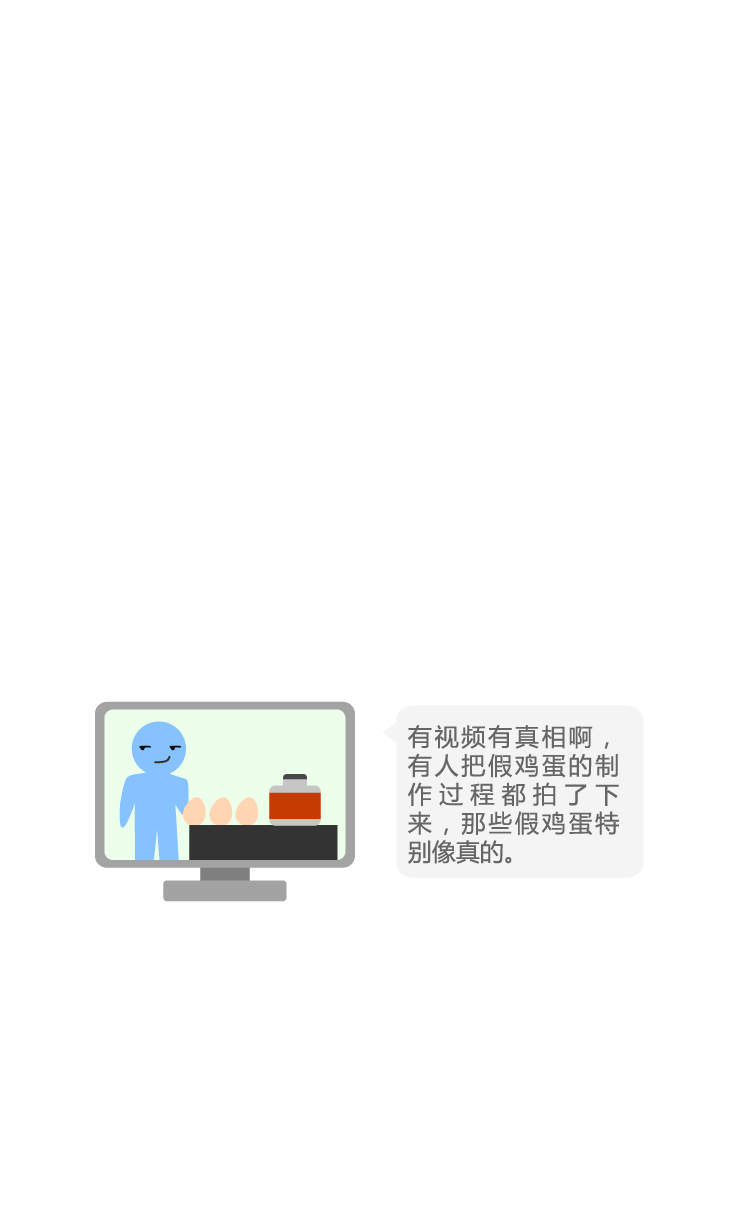 有视频有真相啊，
有人把假鸡蛋的制
作过程都拍了下
来，那些假鸡蛋特
别像真的。